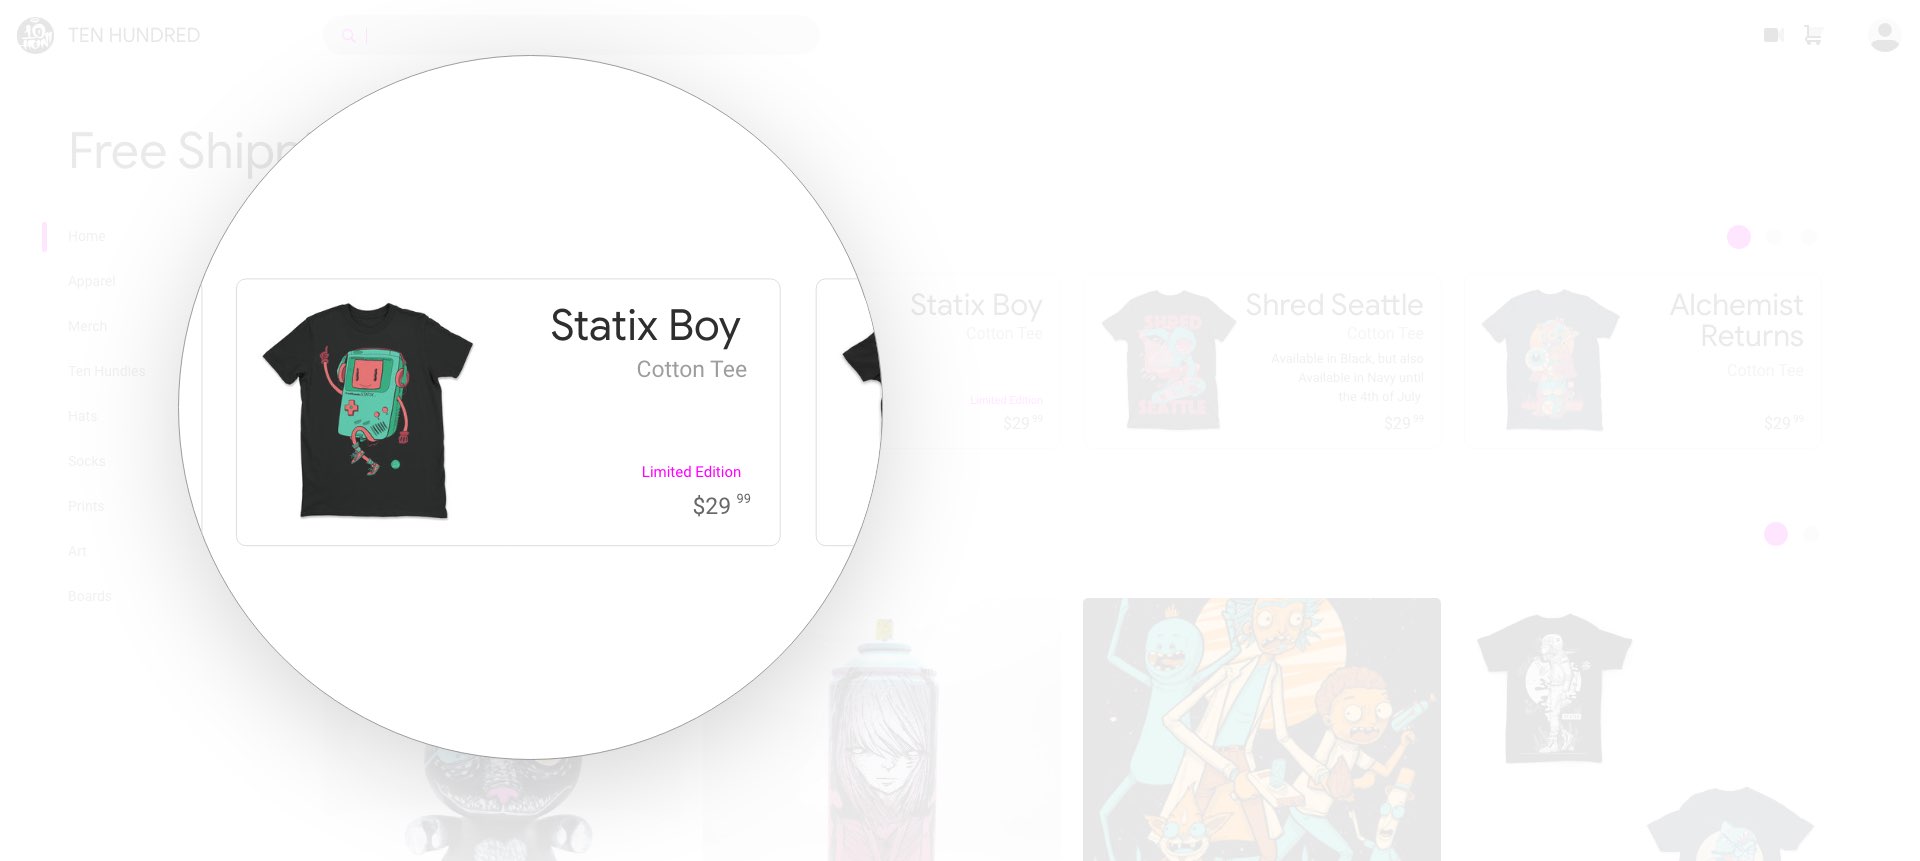 TEN HUNDRED
Free Shipp
Home
Apparel
Merch
Ten Hundles
Hats
Socks
Prints
Art
Boards
Statix Boy
Cotton Tee
Limited Edition
$29 99
Statix Boy
Cotton Tee
Limited Edition
$29 99
SHRED
SEATTLE
Shred Seattle
Cotton Tee
Available in Black, but also
Available in Navy until
the 4th of July.
$29 99
Alchemist
Returns
Cotton Tee
$29 99